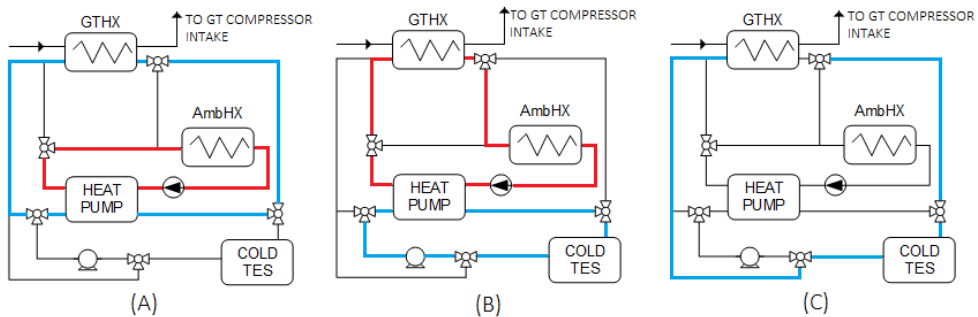 GTHX
TO GT COMPRESSOR
INTAKE
AmbHX
HEAT
PUMP
COLD
TES
(A)
GTHX
TO GT COMPRESSOR
INTAKE
AmbHX
HEAT
PUMP
COLD
TES
(B)
GTHX
TO GT COMPRESSOR
INTAKE
AmbHX
HEAT
PUMP
COLD
TES
(C)